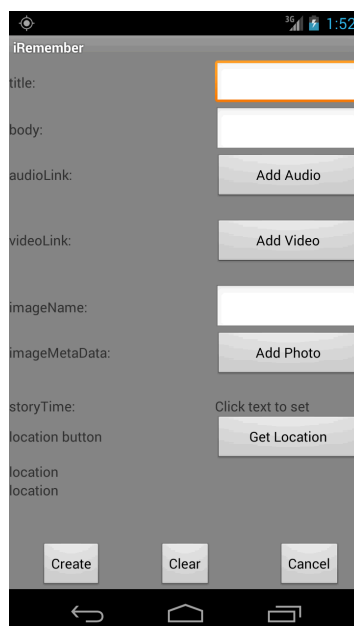 3G 1:52
iRemember
title:
body:
audioLink: Add Audio
videoLink: Add Video
imageName:
imageMetaData: Add Photo
storyTime: Click text to set
location button Get Location
location
location
Create Clear Cancel